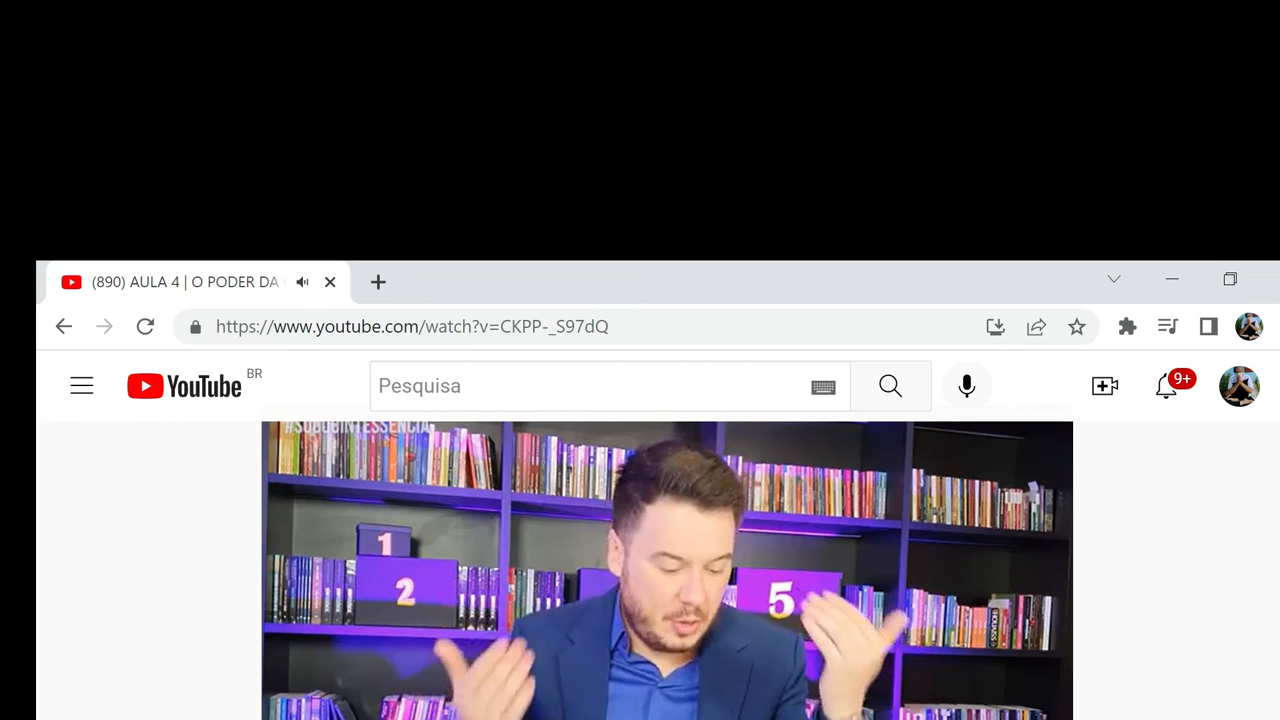 (890) AULA 4 | O PODER DA
https://www.youtube.com/watch?v=CKPP-_S97dQ
YouTube BR
Pesquisa
9+
#SOBOBINTESSENCIA
1
2
5